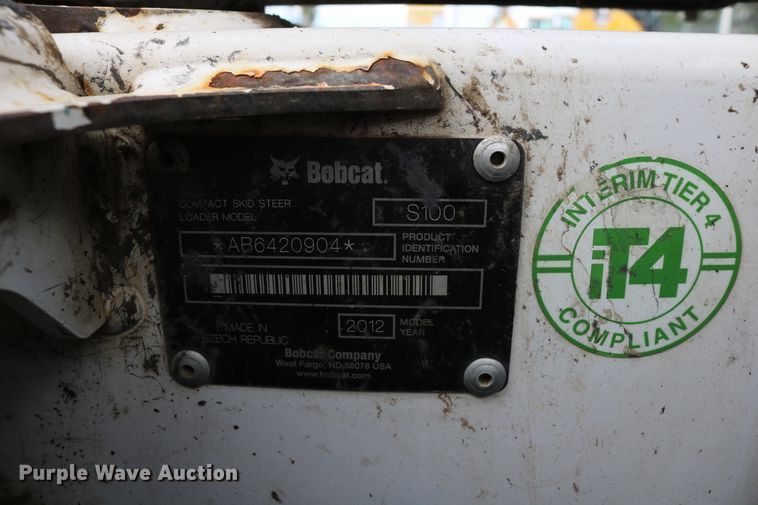 Bobcat
COMPACT SKID STEER
LOADER MODEL
S100
*AB6420904*
PRODUCT
IDENTIFICATION
NUMBER
MADE IN
CZECH REPUBLIC
2012
MODEL
YEAR
Bobcat Company
West Fargo, ND 58078 USA
www.bobcat.com
INTERIM TIER 4
iT4
COMPLIANT
Purple Wave Auction